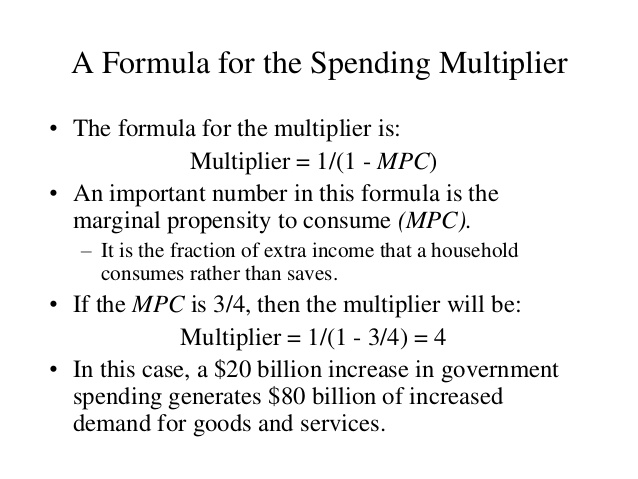 A Formula for the Spending Multiplier
• The formula for the multiplier is:
Multiplier = 1/(1 - MPC)
• An important number in this formula is the
marginal propensity to consume (MPC).
– It is the fraction of extra income that a household
consumes rather than saves.
• If the MPC is 3/4, then the multiplier will be:
Multiplier = 1/(1 - 3/4) = 4
• In this case, a $20 billion increase in government
spending generates $80 billion of increased
demand for goods and services.